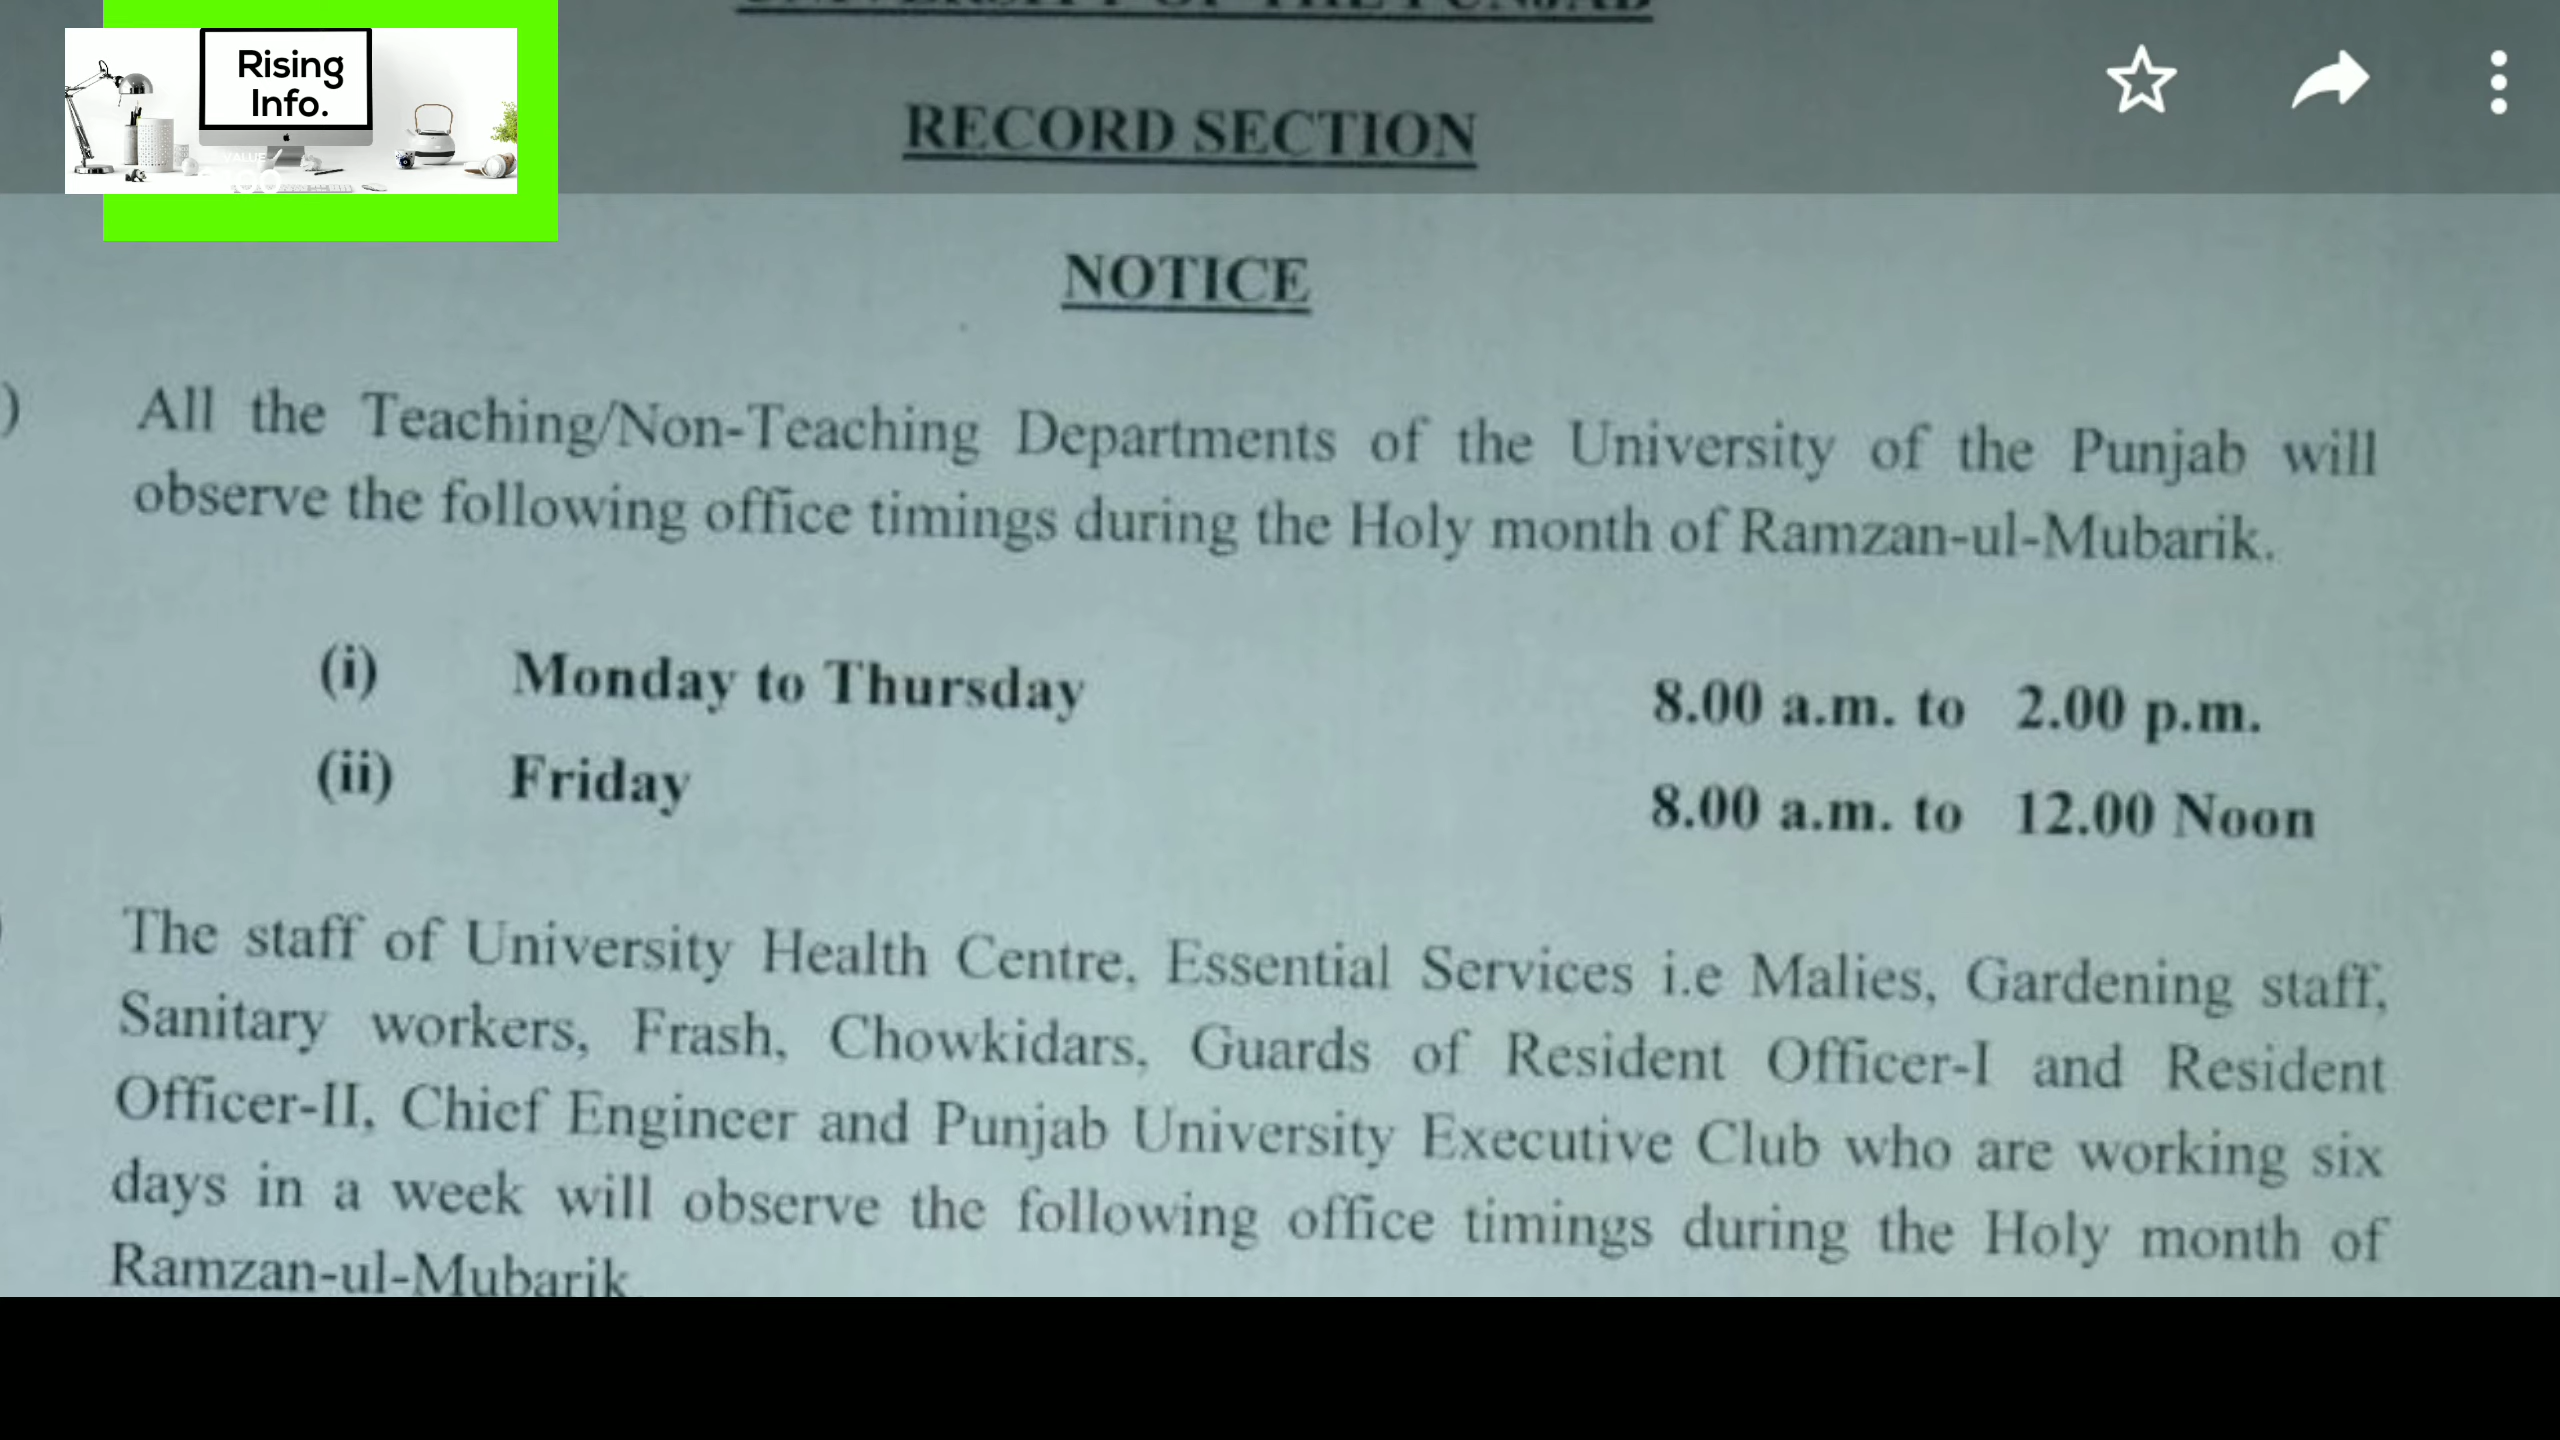 UNIVERSITY OF THE PUNJAB
Rising
Info.
VALUE
RECORD SECTION
NOTICE
) All the Teaching/Non-Teaching Departments of the University of the Punjab will
observe the following office timings during the Holy month of Ramzan-ul-Mubarik.
(i) Monday to Thursday 8.00 a.m. to 2.00 p.m.
(ii) Friday 8.00 a.m. to 12.00 Noon
) The staff of University Health Centre, Essential Services i.e Malies, Gardening staff,
Sanitary workers, Frash, Chowkidars, Guards of Resident Officer-I and Resident
Officer-II, Chief Engineer and Punjab University Executive Club who are working six
days in a week will observe the following office timings during the Holy month of
Ramzan-ul-Mubarik